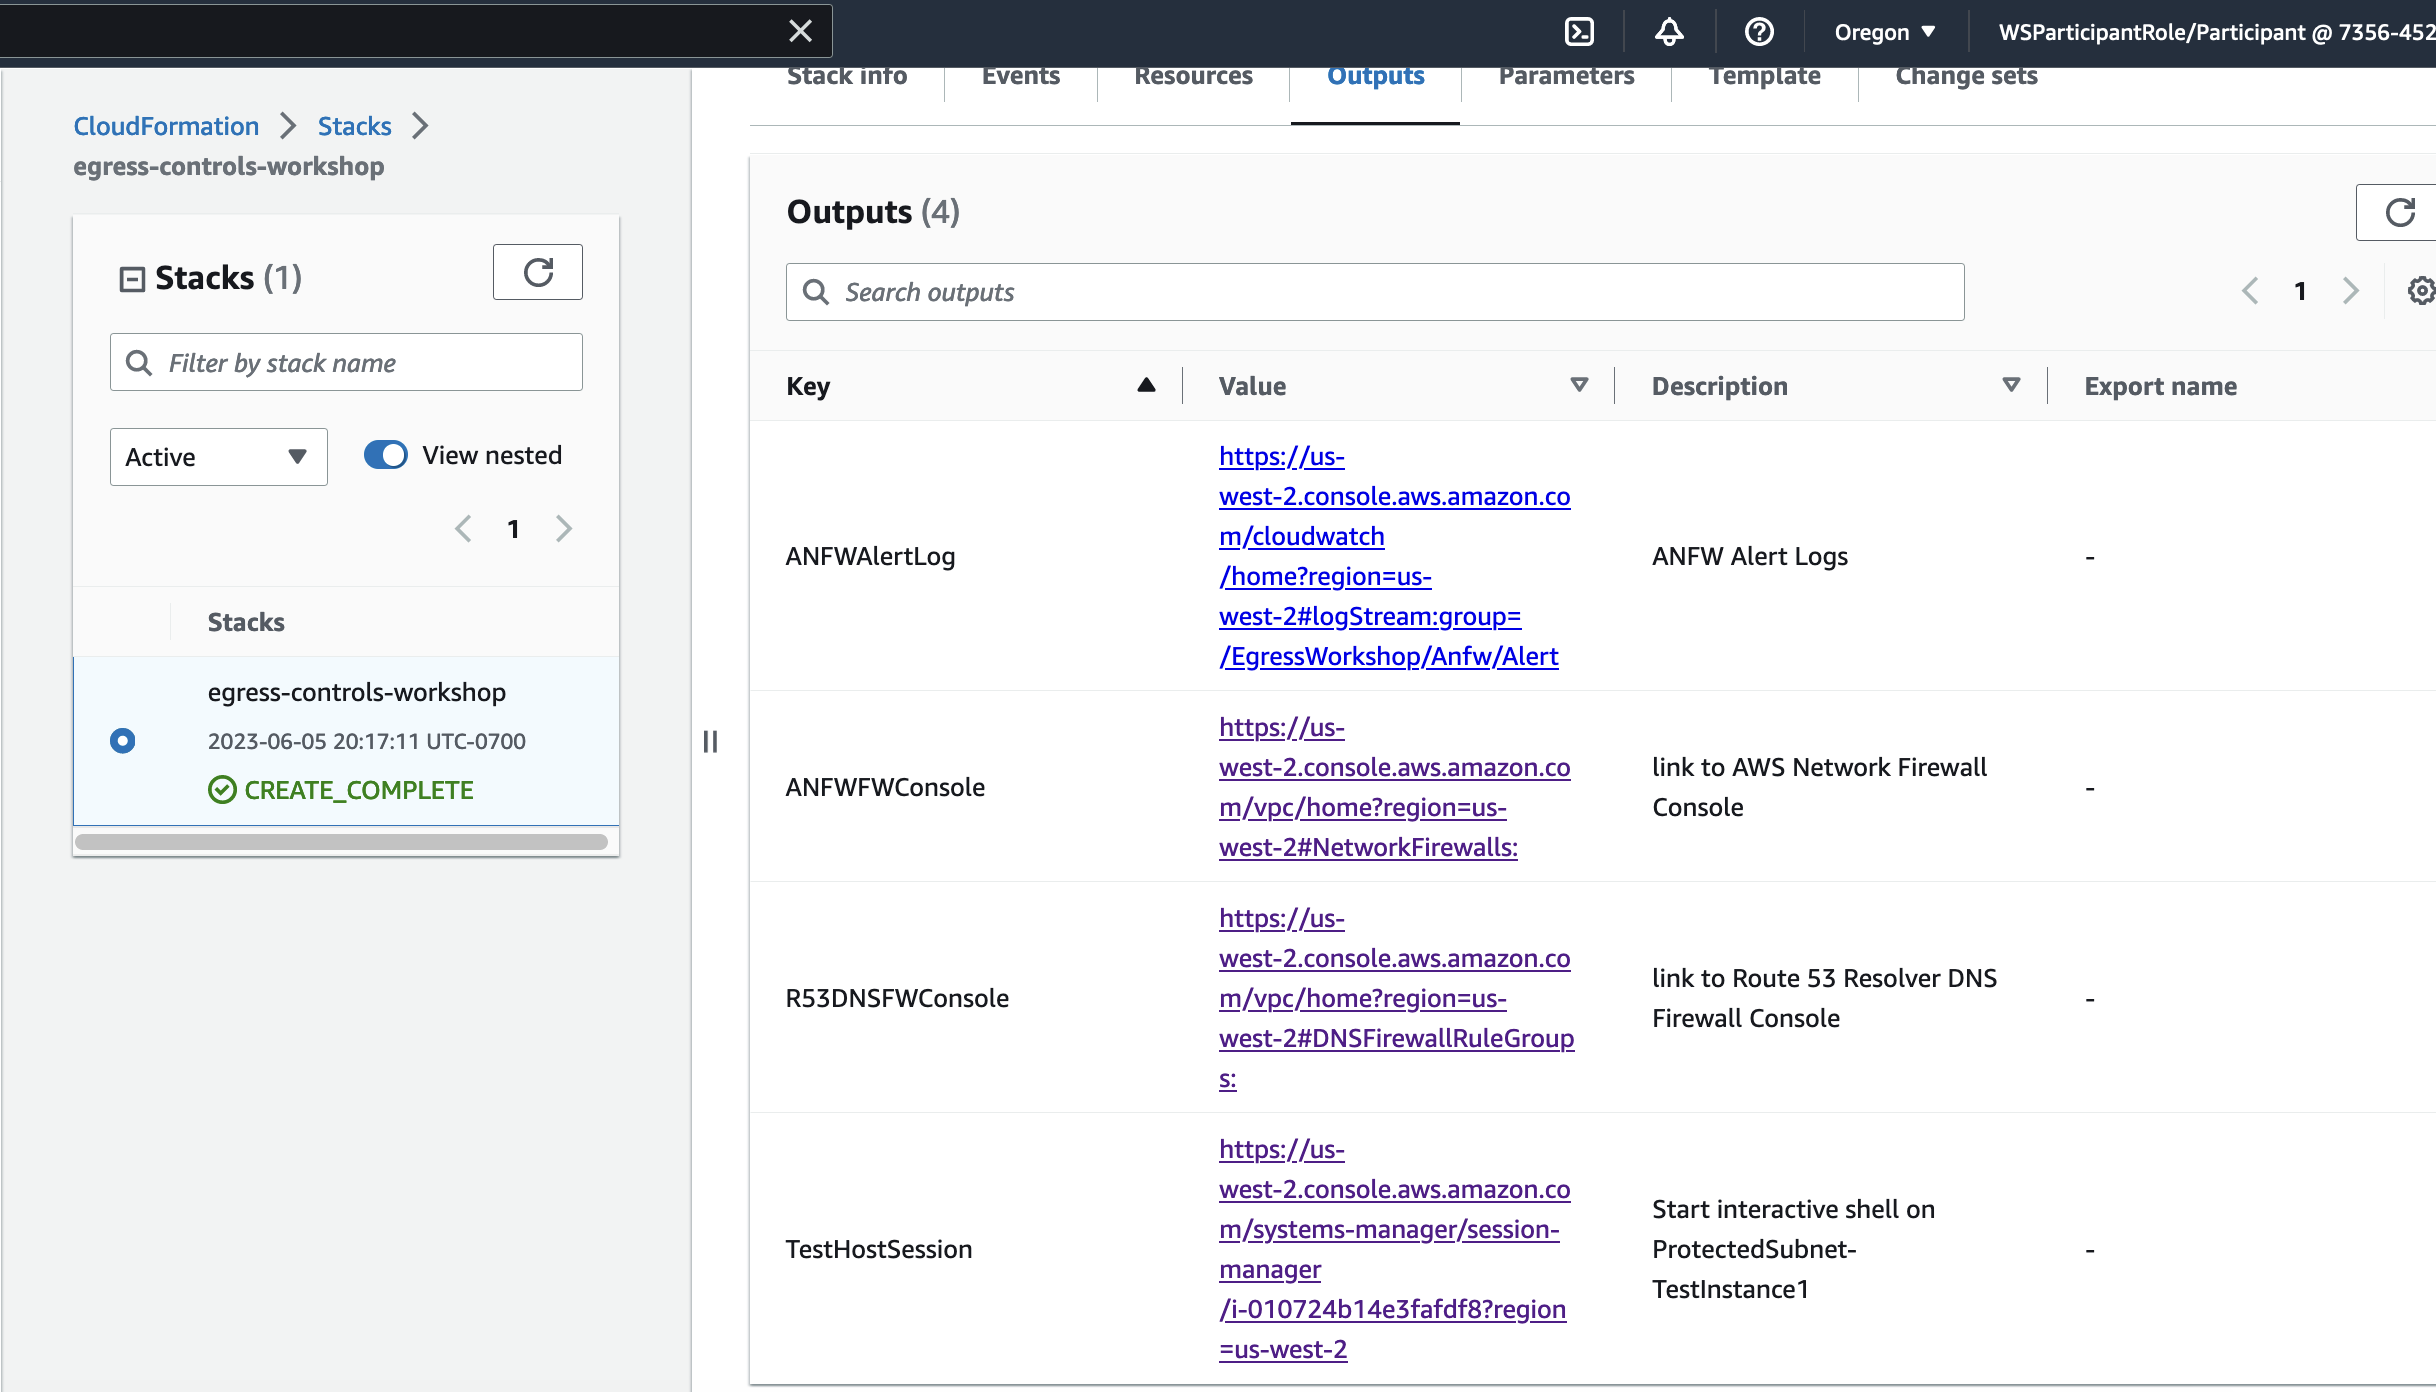 Oregon
WSParticipantRole/Participant @ 7356-452
CloudFormation
Stacks
egress-controls-workshop
Stacks (1)
Filter by stack name
Active
View nested
1
Stacks
egress-controls-workshop
2023-06-05 20:17:11 UTC-0700
CREATE_COMPLETE
Stack info
Events
Resources
Outputs
Parameters
Template
Change sets
Outputs (4)
Search outputs
1
Key
Value
Description
Export name
ANFWAlertLog
https://us-
west-2.console.aws.amazon.co
m/cloudwatch
/home?region=us-
west-2#logStream:group=
/EgressWorkshop/Anfw/Alert
ANFW Alert Logs
-
ANFWFWConsole
https://us-
west-2.console.aws.amazon.co
m/vpc/home?region=us-
west-2#NetworkFirewalls:
link to AWS Network Firewall
Console
-
R53DNSFWConsole
https://us-
west-2.console.aws.amazon.co
m/vpc/home?region=us-
west-2#DNSFirewallRuleGroup
s:
link to Route 53 Resolver DNS
Firewall Console
-
TestHostSession
https://us-
west-2.console.aws.amazon.co
m/systems-manager/session-
manager
/i-010724b14e3fafdf8?region
=us-west-2
Start interactive shell on
ProtectedSubnet-
TestInstance1
-